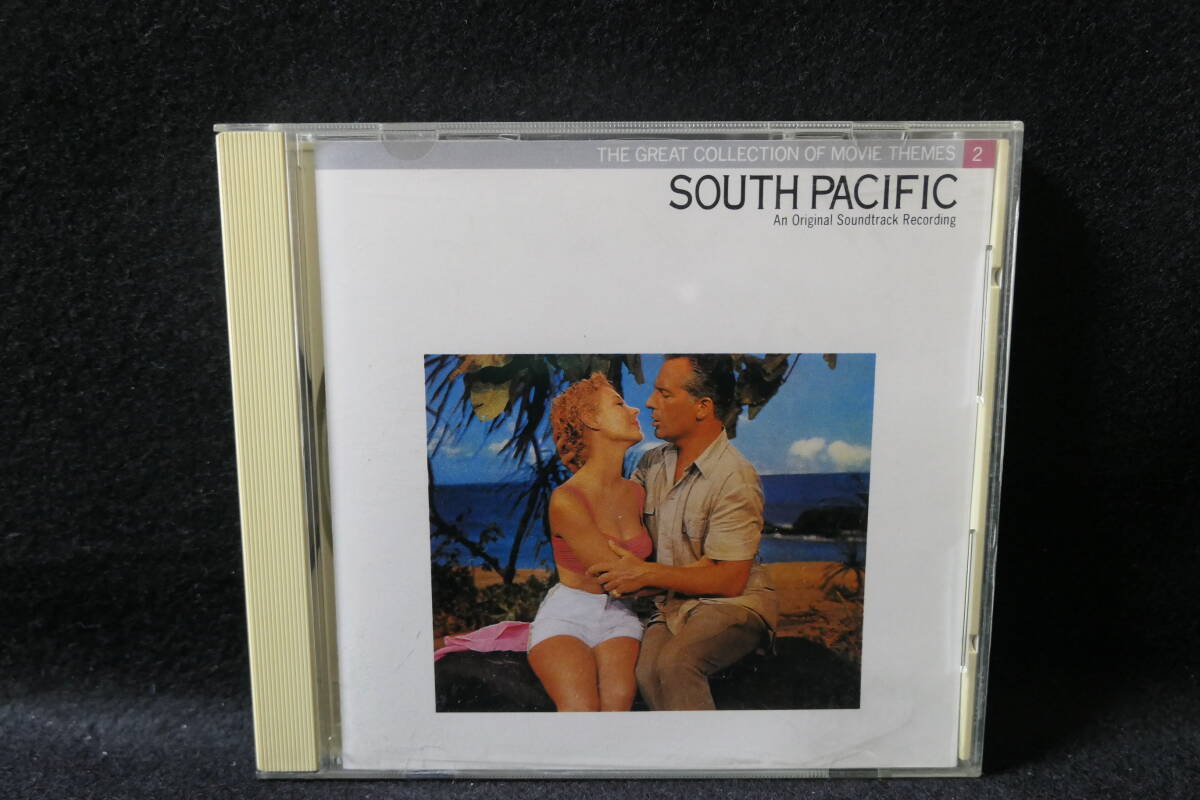 THE GREAT COLLECTION OF MOVIE THEMES 2
SOUTH PACIFIC
An Original Soundtrack Recording